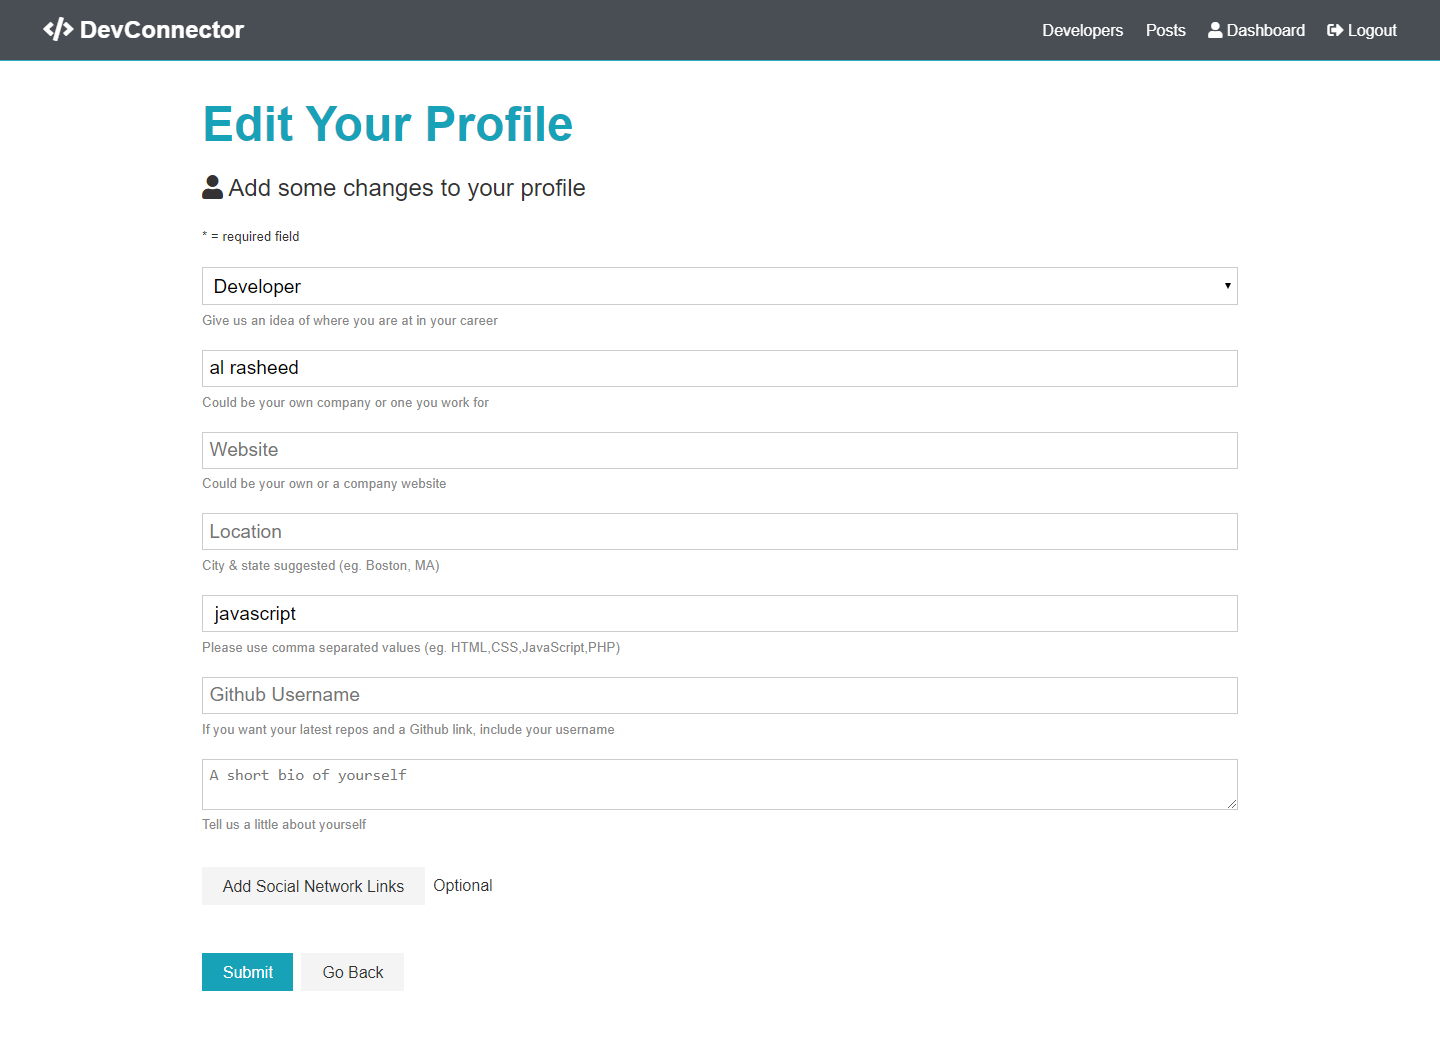 DevConnector
Developers Posts Dashboard Logout
Edit Your Profile
Add some changes to your profile
* = required field
Developer
Give us an idea of where you are at in your career
al rasheed
Could be your own company or one you work for
Website
Could be your own or a company website
Location
City & state suggested (eg. Boston, MA)
javascript
Please use comma separated values (eg. HTML,CSS,JavaScript,PHP)
Github Username
If you want your latest repos and a Github link, include your username
A short bio of yourself
Tell us a little about yourself
Add Social Network Links Optional
Submit Go Back